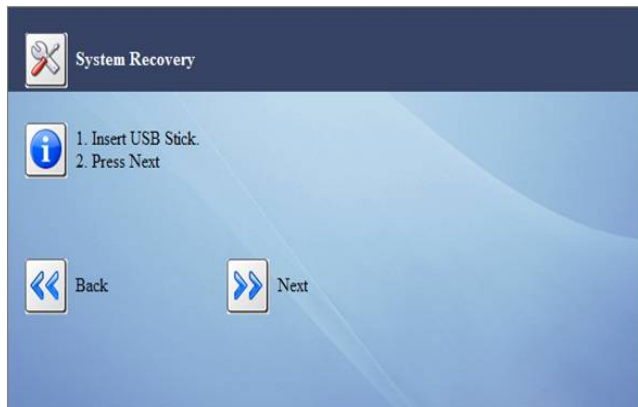 System Recovery
1. Insert USB Stick.
2. Press Next
Back
Next